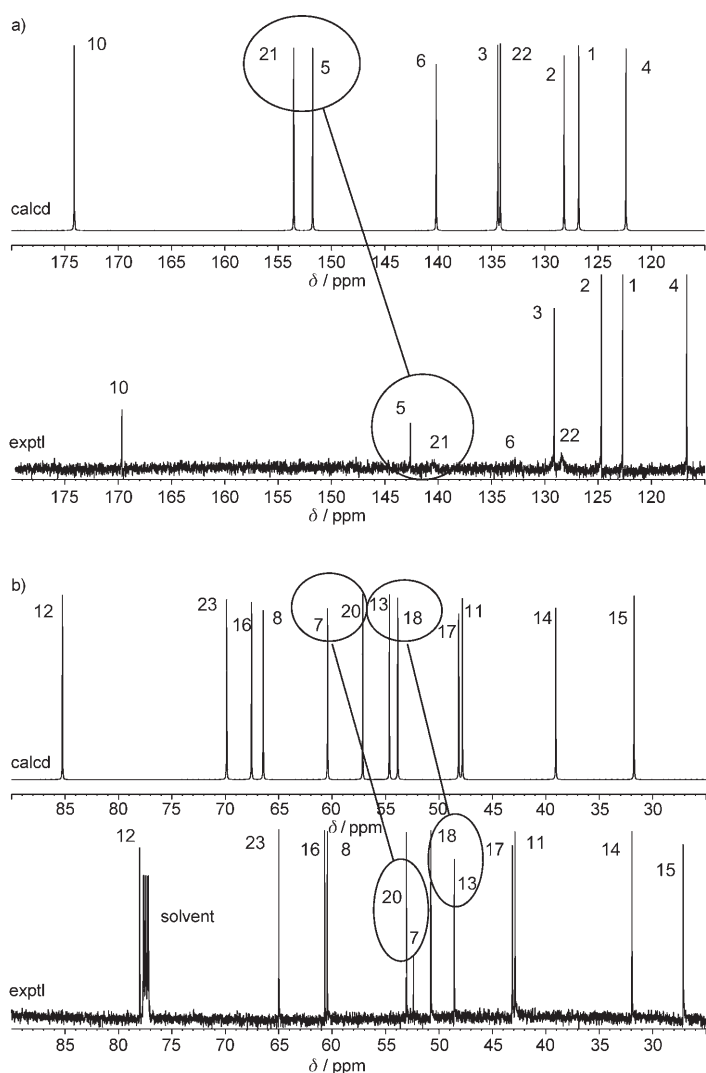 a)
10 21 5 6 3 22 2 1 4
calcd
175 170 165 160 155 150 145 140 135 130 125 120
δ / ppm
10 5 21 6 3 22 2 1 4
exptl
175 170 165 160 155 150 145 140 135 130 125 120
δ / ppm
b)
12 23 16 8 7 20 13 18 17 11 14 15
calcd
85 80 75 70 65 60 55 50 45 40 35 30
δ / ppm
12 solvent 23 16 8 20 7 18 13 17 11 14 15
exptl
85 80 75 70 65 60 55 50 45 40 35 30
δ / ppm